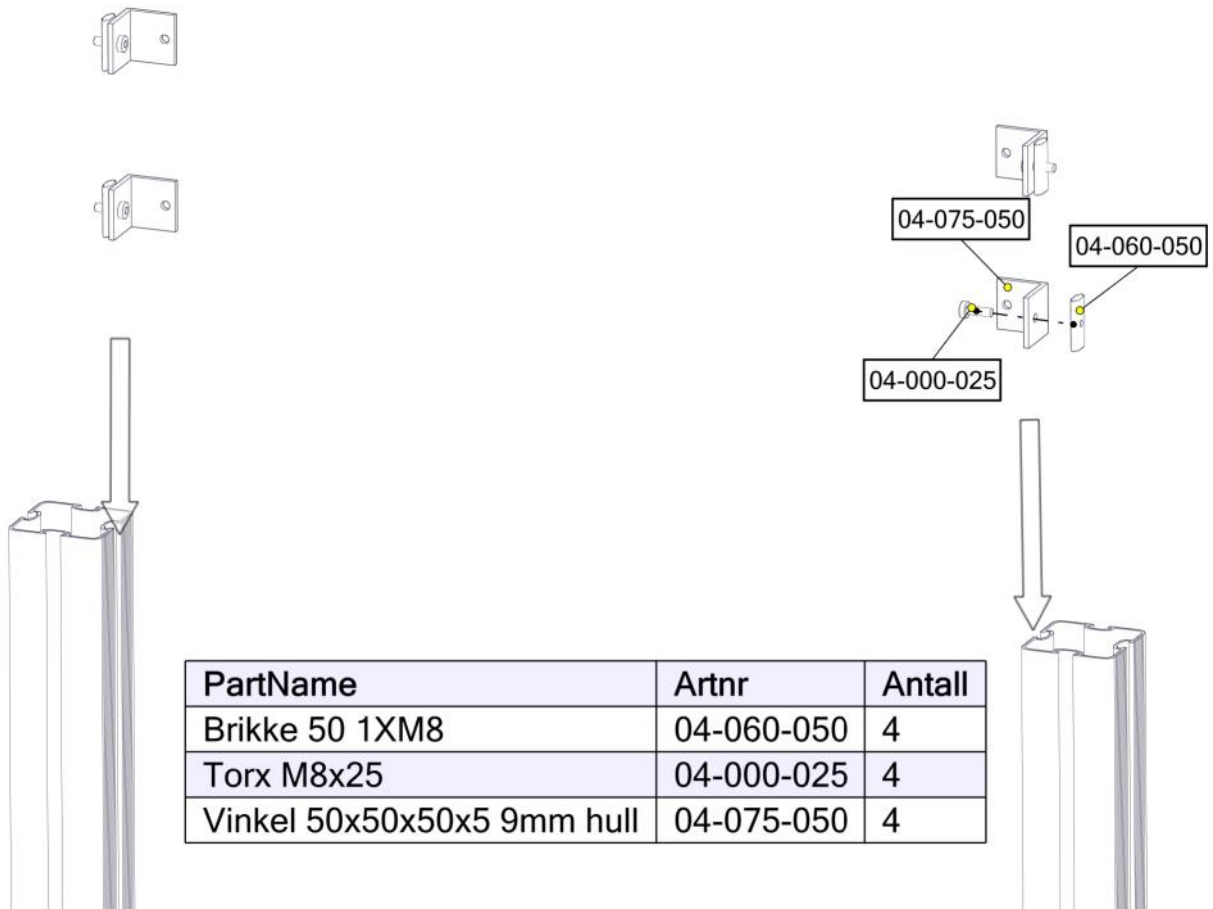 04-075-050
04-060-050
04-000-025
PartName Artnr Antall
Brikke 50 1XM8 04-060-050 4
Torx M8x25 04-000-025 4
Vinkel 50x50x50x5 9mm hull 04-075-050 4